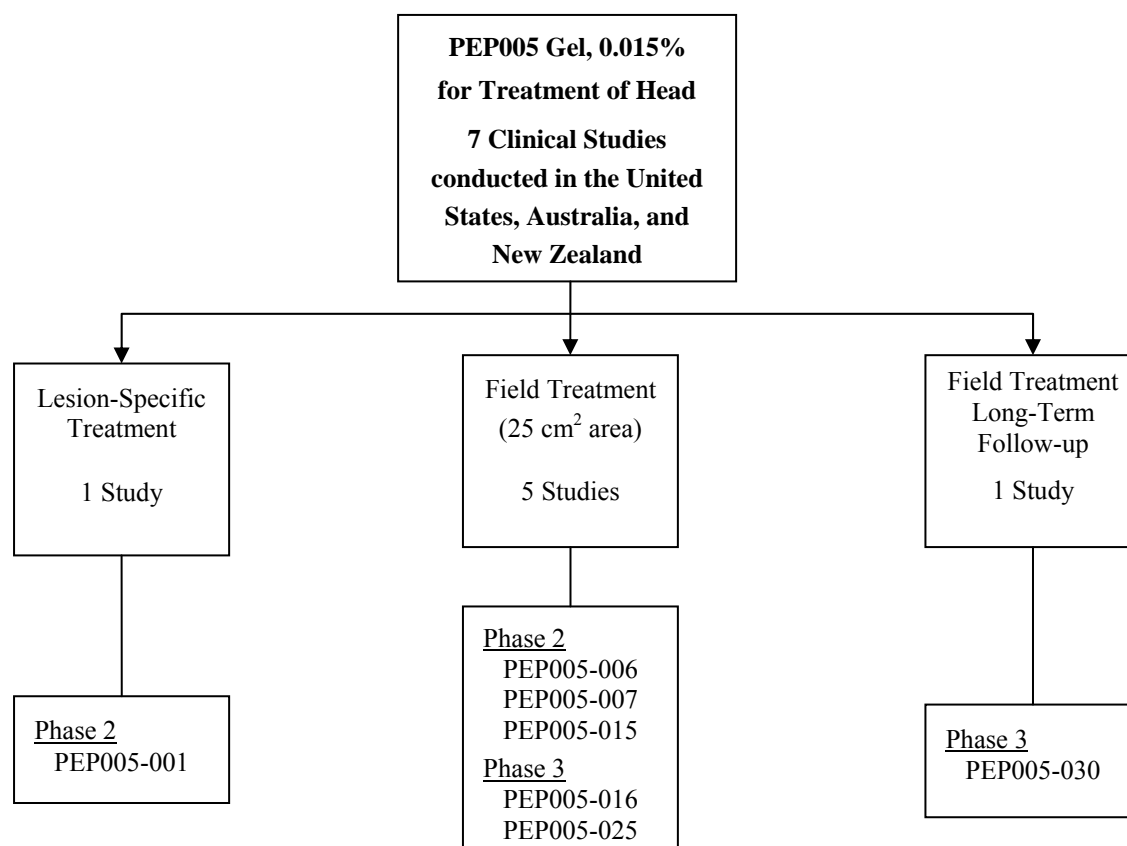 PEP005 Gel, 0.015%
for Treatment of Head
7 Clinical Studies
conducted in the United
States, Australia, and
New Zealand
Lesion-Specific
Treatment
1 Study
Field Treatment
(25 cm² area)
5 Studies
Field Treatment
Long-Term
Follow-up
1 Study
Phase 2
PEP005-001
Phase 2
PEP005-006
PEP005-007
PEP005-015
Phase 3
PEP005-016
PEP005-025
Phase 3
PEP005-030